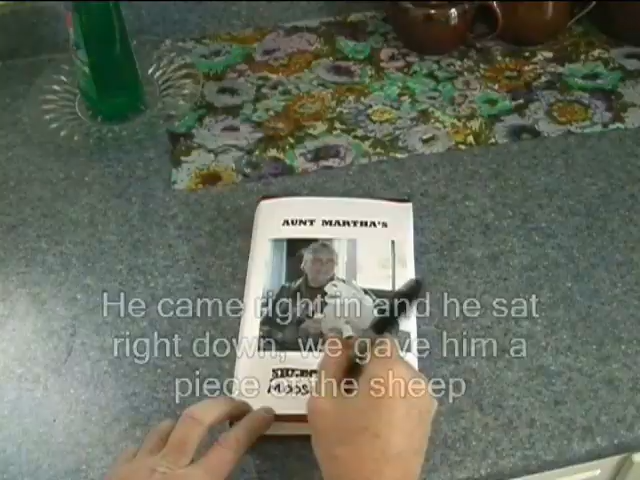 AUNT MARTHA'S
He came right in and he sat
right down, we gave him a
piece of the sheep